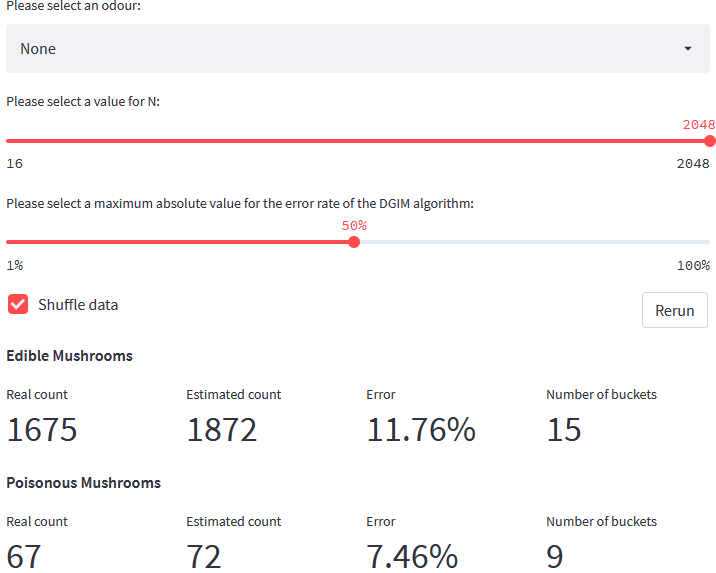 Please select an odour:
None
Please select a value for N:
2048
16 2048
Please select a maximum absolute value for the error rate of the DGIM algorithm:
50%
1% 100%
Shuffle data Rerun
Edible Mushrooms
Real count Estimated count Error Number of buckets
1675 1872 11.76% 15
Poisonous Mushrooms
Real count Estimated count Error Number of buckets
67 72 7.46% 9